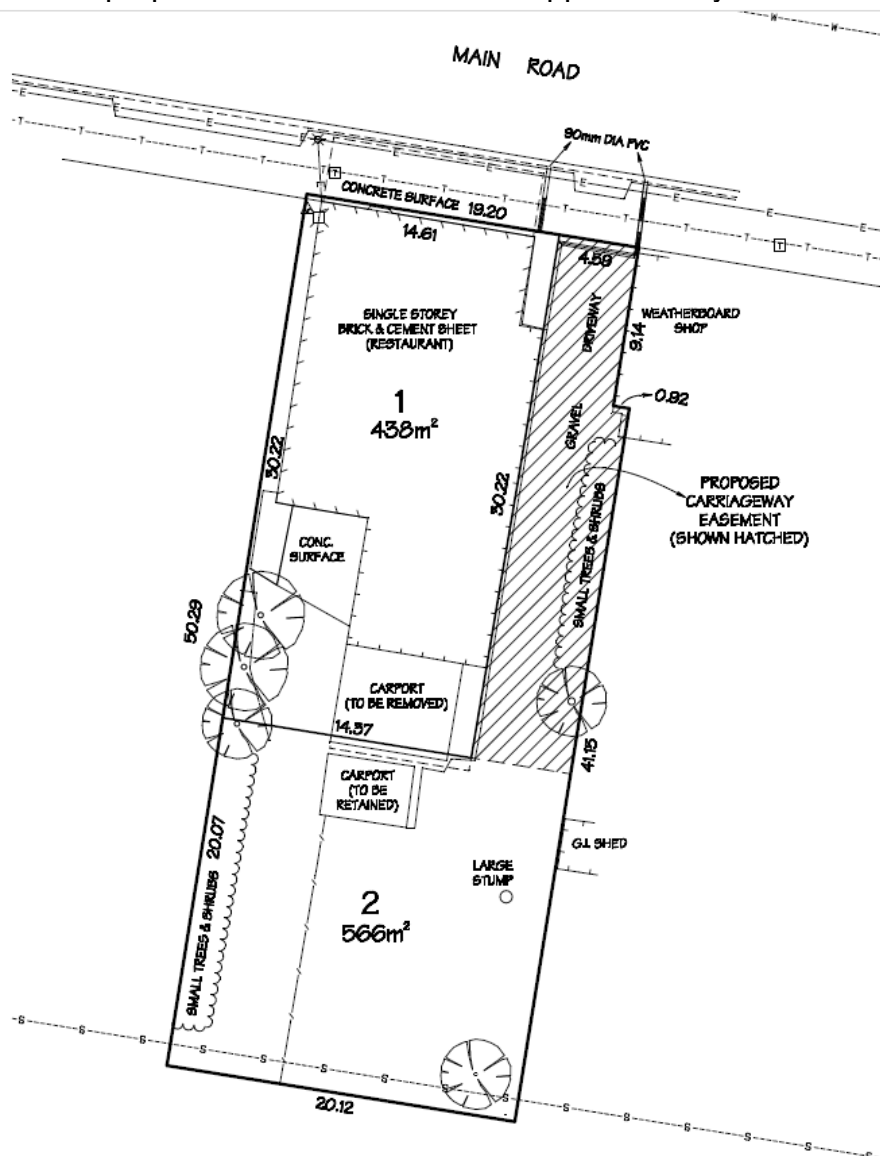 MAIN ROAD
90mm DIA PVC
CONCRETE SURFACE 19.20
14.61
4.59
SINGLE STOREY
BRICK & CEMENT SHEET
(RESTAURANT)
DRIVEWAY
WEATHERBOARD
SHOP
9.14
1
438m²
0.92
GRAVEL
30.22
30.22
PROPOSED
CARRIAGEWAY
EASEMENT
(SHOWN HATCHED)
CONC.
SURFACE
SMALL TREES & SHRUBS
50.29
CARPORT
(TO BE REMOVED)
14.37
41.15
CARPORT
(TO BE
RETAINED)
G.I. SHED
LARGE
STUMP
SMALL TREES & SHRUBS 20.07
2
566m²
20.12